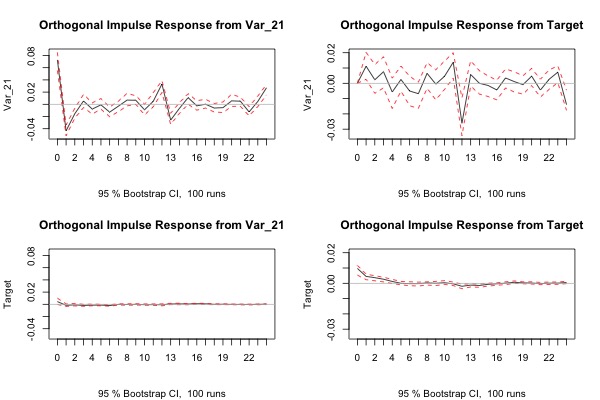 Orthogonal Impulse Response from Var_21
Var_21
0.08
0.02
-0.04
0 2 4 6 8 10 13 16 19 22
95 % Bootstrap CI, 100 runs
Orthogonal Impulse Response from Target
Var_21
0.02
0.00
-0.03
0 2 4 6 8 10 13 16 19 22
95 % Bootstrap CI, 100 runs
Orthogonal Impulse Response from Var_21
Target
0.08
0.02
-0.04
0 2 4 6 8 10 13 16 19 22
95 % Bootstrap CI, 100 runs
Orthogonal Impulse Response from Target
Target
0.02
0.00
-0.03
0 2 4 6 8 10 13 16 19 22
95 % Bootstrap CI, 100 runs